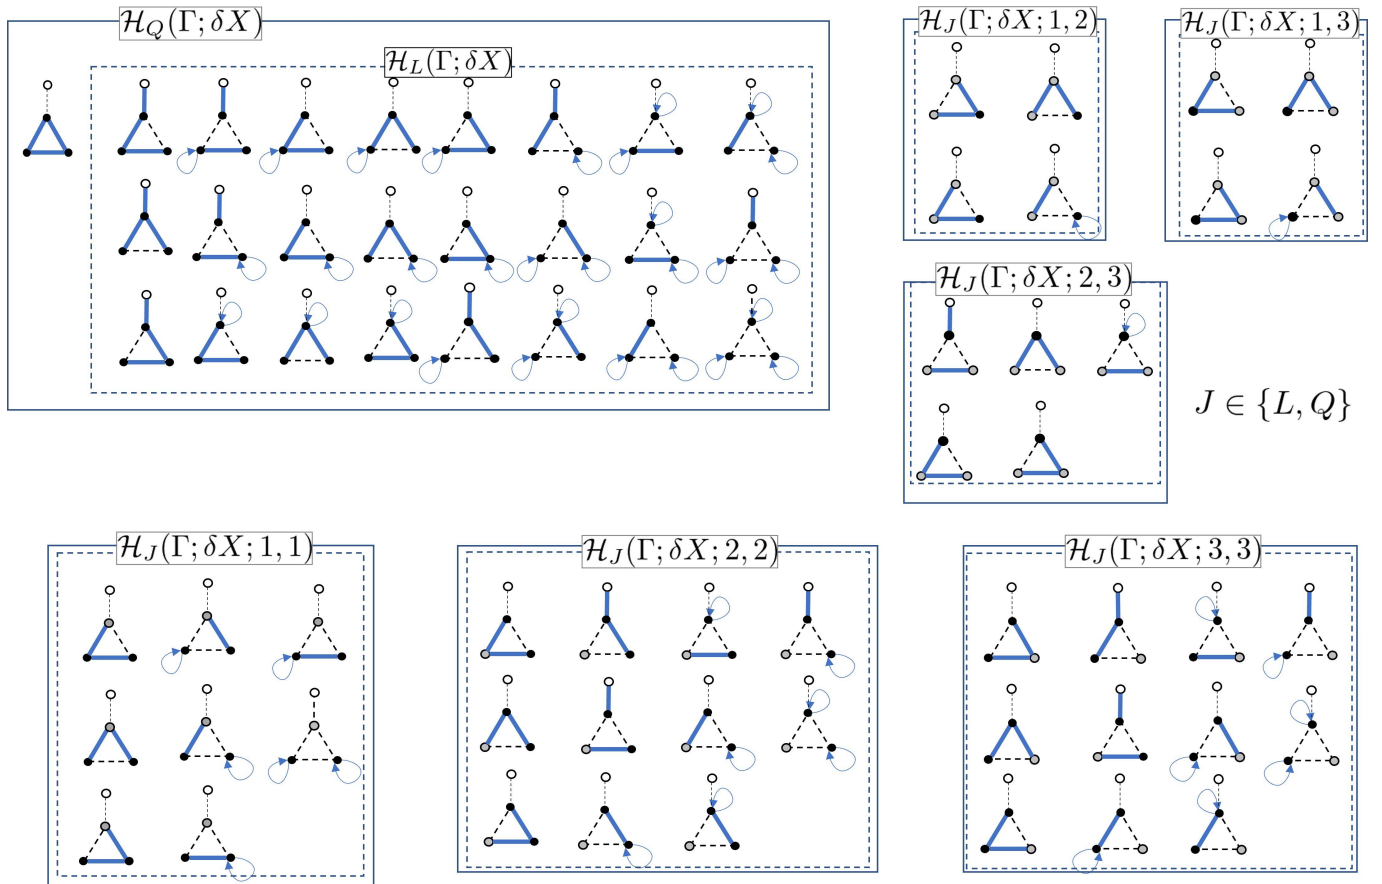 ℋ_Q(Γ; δX)
ℋ_L(Γ; δX)
ℋ_J(Γ; δX; 1, 2)
ℋ_J(Γ; δX; 1, 3)
ℋ_J(Γ; δX; 2, 3)
J ∈ {L, Q}
ℋ_J(Γ; δX; 1, 1)
ℋ_J(Γ; δX; 2, 2)
ℋ_J(Γ; δX; 3, 3)